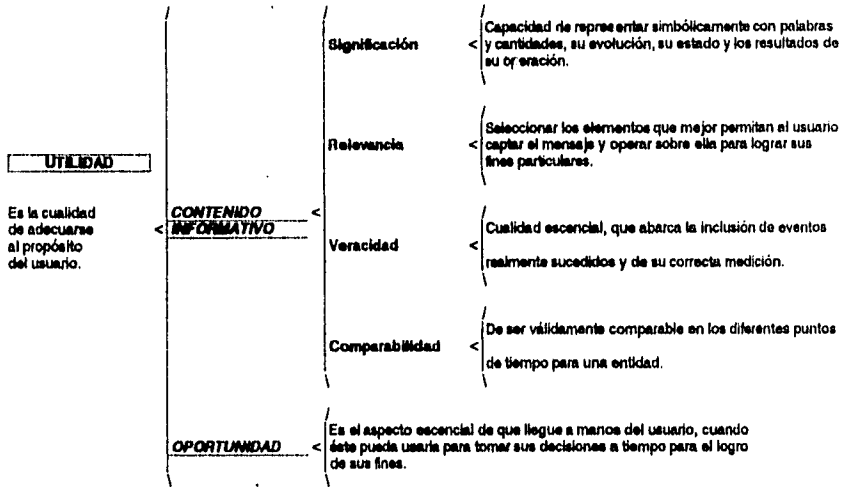 UTILIDAD
Es la cualidad
de adecuarse
al propósito
del usuario.
CONTENIDO
INFORMATIVO
Significación
Capacidad de representar simbólicamente con palabras
y cantidades, su evolución, su estado y los resultados de
su operación.
Relevancia
Seleccionar los elementos que mejor permitan al usuario
captar el mensaje y operar sobre ella para lograr sus
fines particulares.
Veracidad
Cualidad escencial, que abarca la inclusión de eventos
realmente sucedidos y de su correcta medición.
Comparabilidad
De ser válidamente comparable en los diferentes puntos
de tiempo para una entidad.
OPORTUNIDAD
Es el aspecto escencial de que llegue a manos del usuario, cuando
éste pueda usarla para tomar sus decisiones a tiempo para el logro
de sus fines.